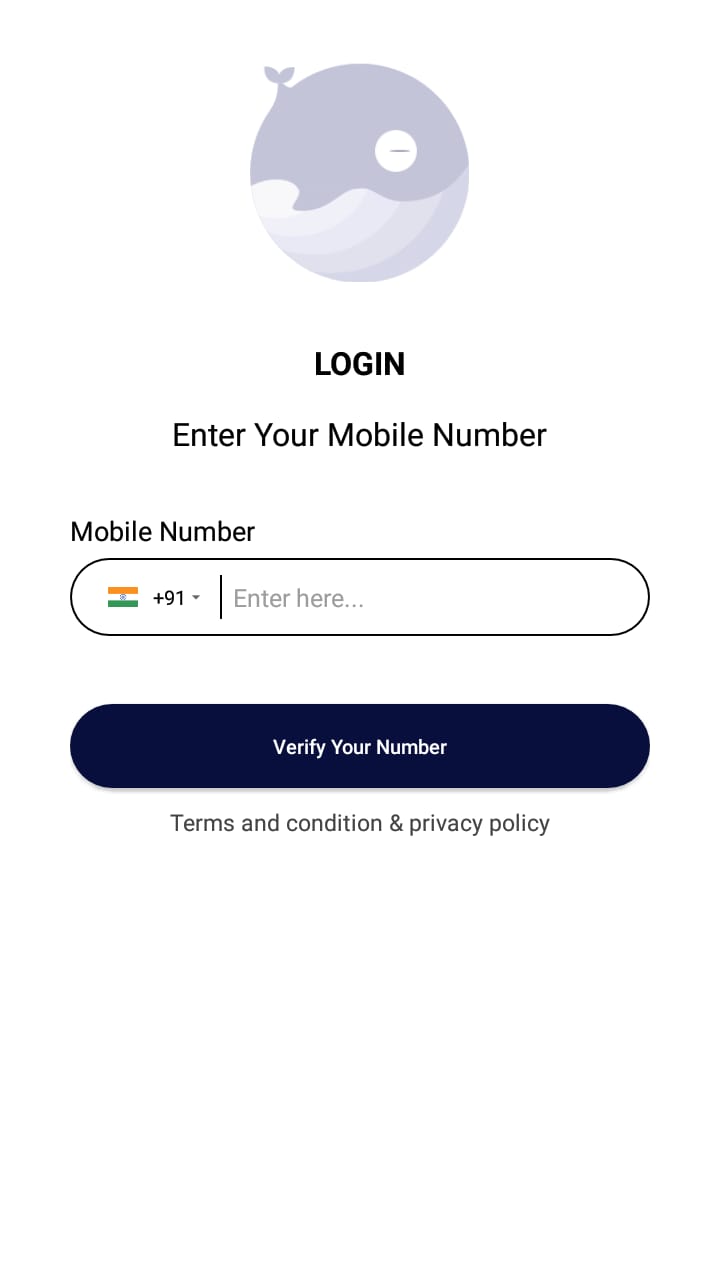 LOGIN
Enter Your Mobile Number
Mobile Number
+91 Enter here...
Verify Your Number
Terms and condition & privacy policy